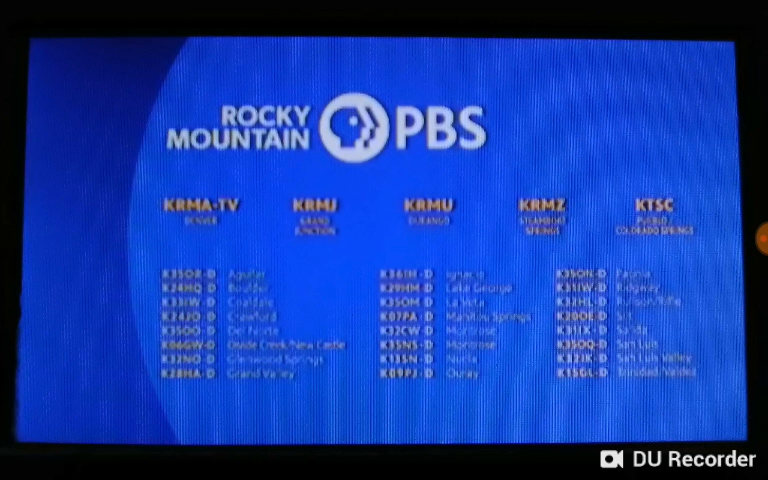 ROCKY
MOUNTAIN PBS
KRMA-TV KRMJ KRMU KRMZ KTSC
DENVER GRAND JUNCTION DURANGO STEAMBOAT SPRINGS PUEBLO / COLORADO SPRINGS
K35OR-D Aguilar Ignacio Paonia
K24HQ-D Boulder K29HM-D Lake George K31IW-D Ridgway
K33IW-D Coaldale K35OM-D La Veta K32HL-D
K24JO-D Crawford K07PA-D Manitou Springs K20OE-D Silt
K35OO-D Del Norte K32CW-D Montrose K31IX-D Salida
K06GW-D Divide Creek/New Castle K35NS-D Montrose K35OQ-D San Luis
K32NO-D Glenwood Springs K13SN-D Nucla K32IK-D San Luis Valley
K28HA-D Grand Valley K09PJ-D Ouray K15GL-D Trinidad/Valdez
DU Recorder